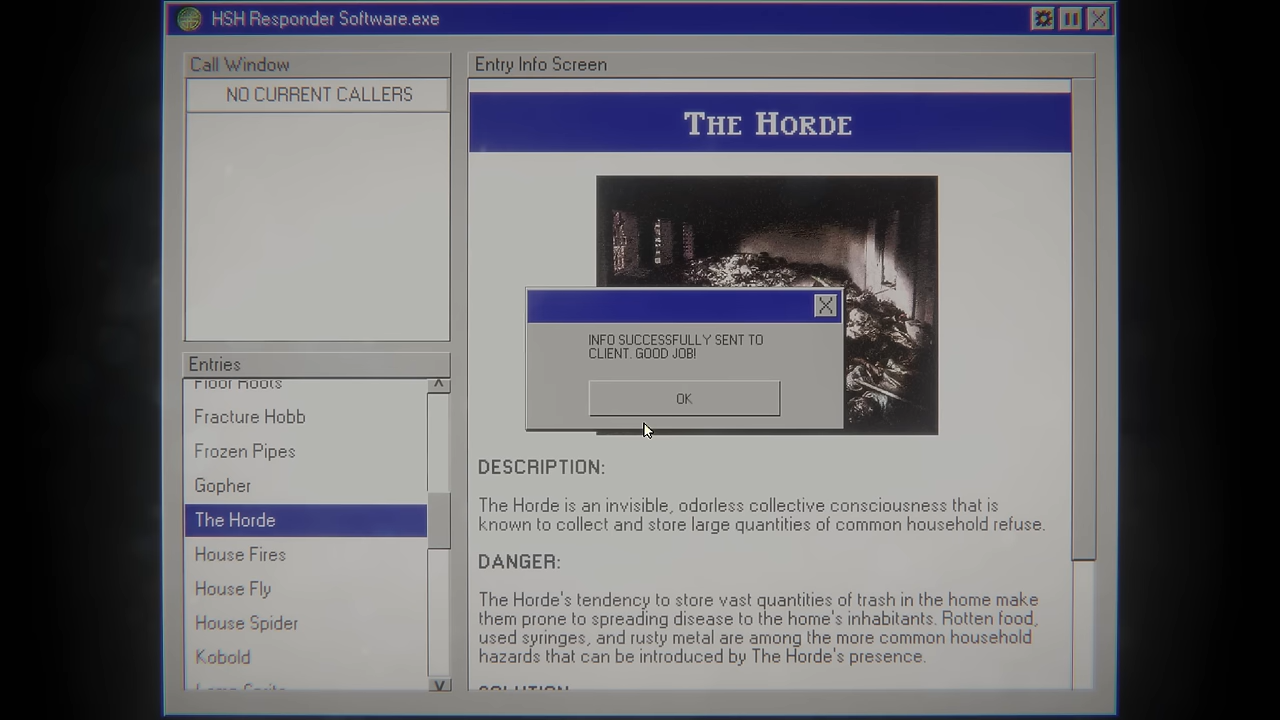 HSH Responder Software.exe
Call Window
NO CURRENT CALLERS
Entries
Floor Roots
Fracture Hobb
Frozen Pipes
Gopher
The Horde
House Fires
House Fly
House Spider
Kobold
Entry Info Screen
THE HORDE
INFO SUCCESSFULLY SENT TO
CLIENT. GOOD JOB!
OK
DESCRIPTION:
The Horde is an invisible, odorless collective consciousness that is
known to collect and store large quantities of common household refuse.
DANGER:
The Horde's tendency to store vast quantities of trash in the home make
them prone to spreading disease to the home's inhabitants. Rotten food,
used syringes, and rusty metal are among the more common household
hazards that can be introduced by The Horde's presence.
SOLUTION